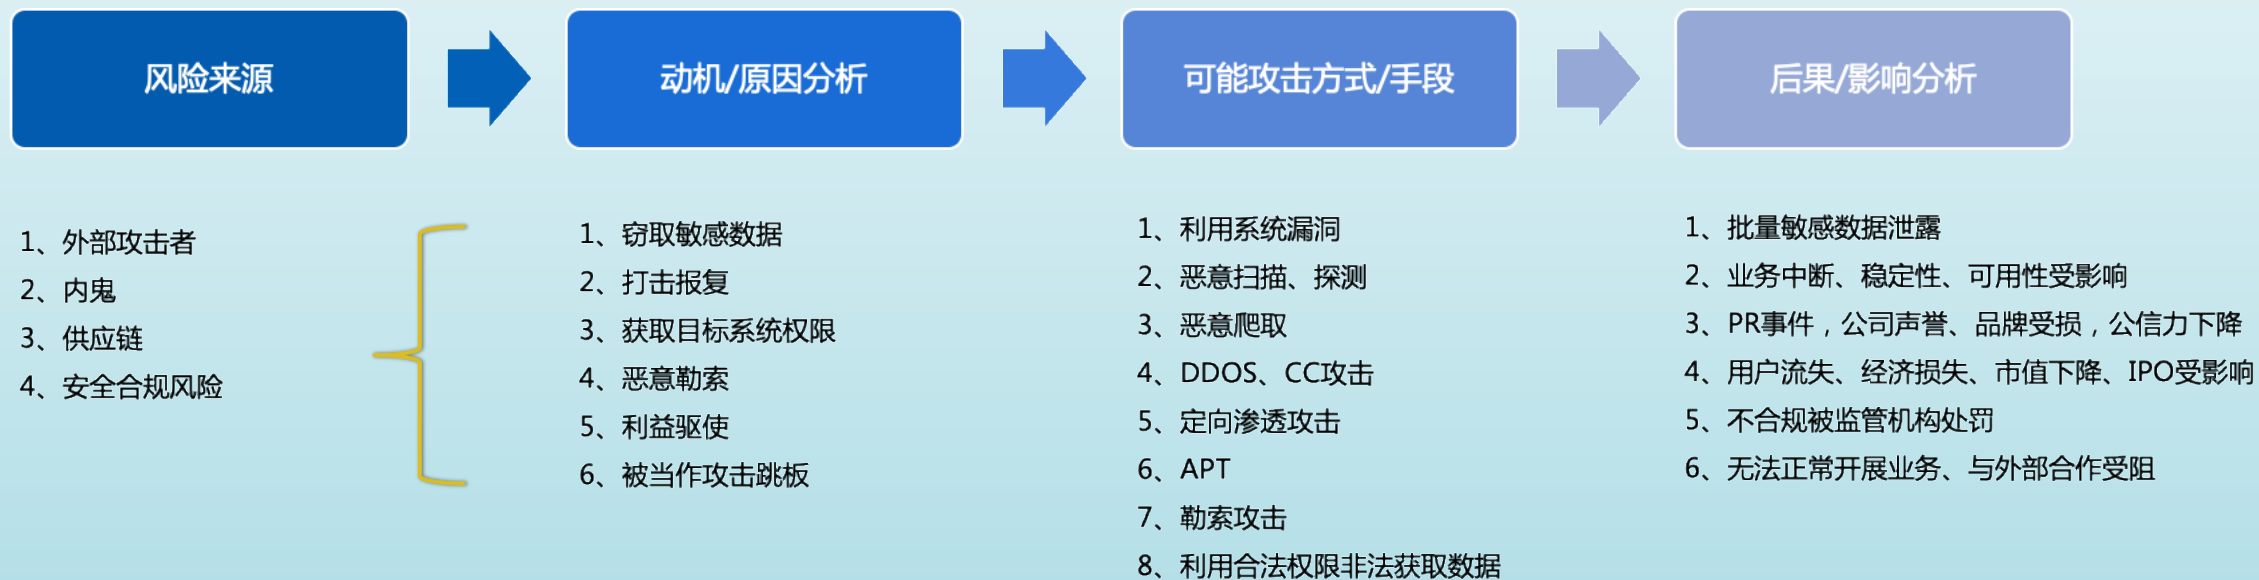 风险来源
动机/原因分析
可能攻击方式/手段
后果/影响分析
1、外部攻击者
2、内鬼
3、供应链
4、安全合规风险
1、窃取敏感数据
2、打击报复
3、获取目标系统权限
4、恶意勒索
5、利益驱使
6、被当作攻击跳板
1、利用系统漏洞
2、恶意扫描、探测
3、恶意爬取
4、DDOS、CC攻击
5、定向渗透攻击
6、APT
7、勒索攻击
8、利用合法权限非法获取数据
1、批量敏感数据泄露
2、业务中断、稳定性、可用性受影响
3、PR事件，公司声誉、品牌受损，公信力下降
4、用户流失、经济损失、市值下降、IPO受影响
5、不合规被监管机构处罚
6、无法正常开展业务、与外部合作受阻